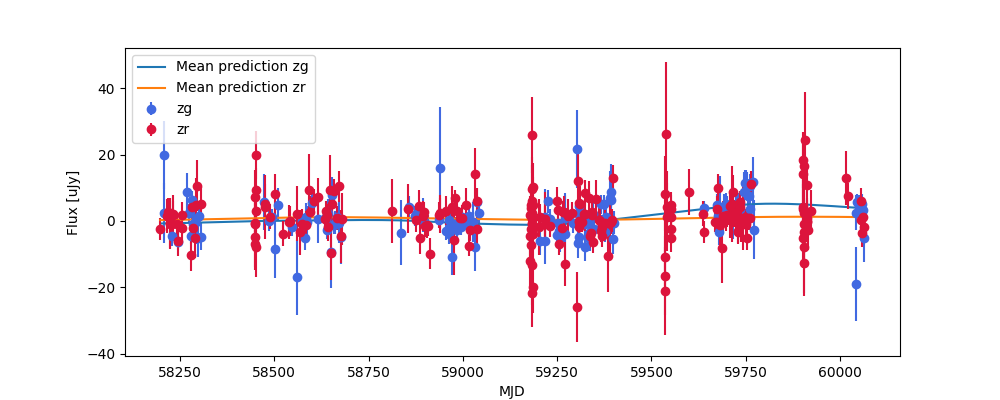 Mean prediction zg
Mean prediction zr
zg
zr
40
20
0
−20
−40
Flux [uJy]
58250
58500
58750
59000
59250
59500
59750
60000
MJD